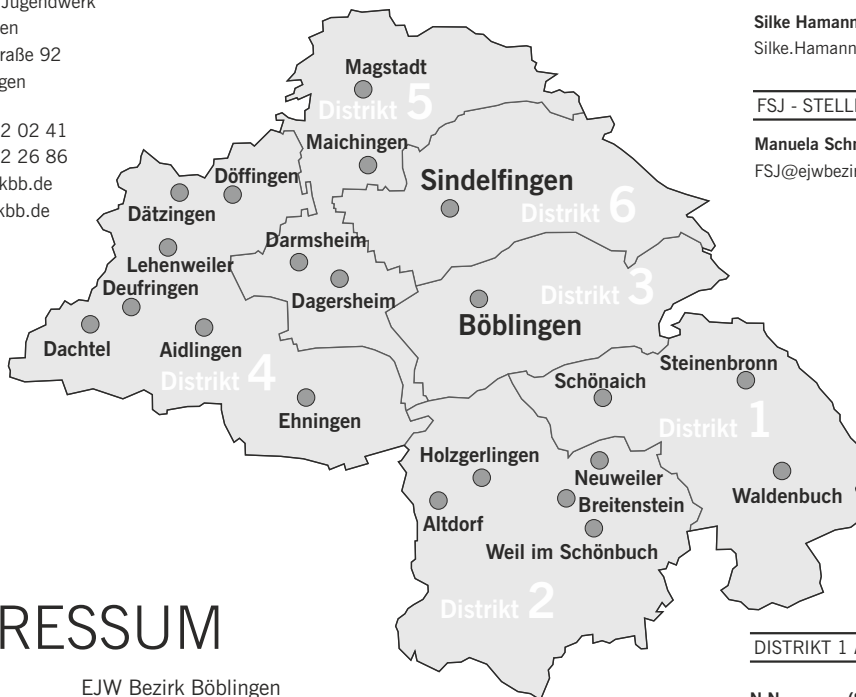 Jugendwerk
en
raße 92
gen
2 02 41
2 26 86
kbb.de
kbb.de
Silke Hamann
Silke.Hamann
FSJ - STELL
Manuela Schr
FSJ@ejwbezir
Magstadt
Distrikt 5
Maichingen
Sindelfingen
Distrikt 6
Döffingen
Dätzingen
Darmsheim
Lehenweiler
Deufringen
Dagersheim
Distrikt 3
Böblingen
Dachtel
Aidlingen
Distrikt 4
Ehningen
Schönaich
Steinenbronn
Distrikt 1
Holzgerlingen
Neuweiler
Breitenstein
Waldenbuch
Altdorf
Weil im Schönbuch
Distrikt 2
RESSUM
EJW Bezirk Böblingen
DISTRIKT 1